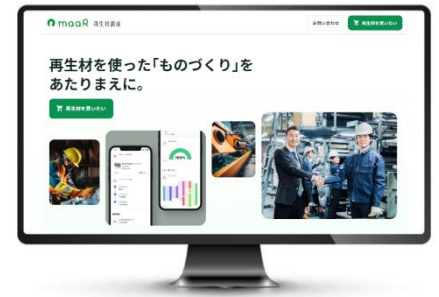 maaR 再生材調達
お問い合わせ
再生材を買いたい
再生材を使った「ものづくり」を
あたりまえに。
再生材を買いたい
100%